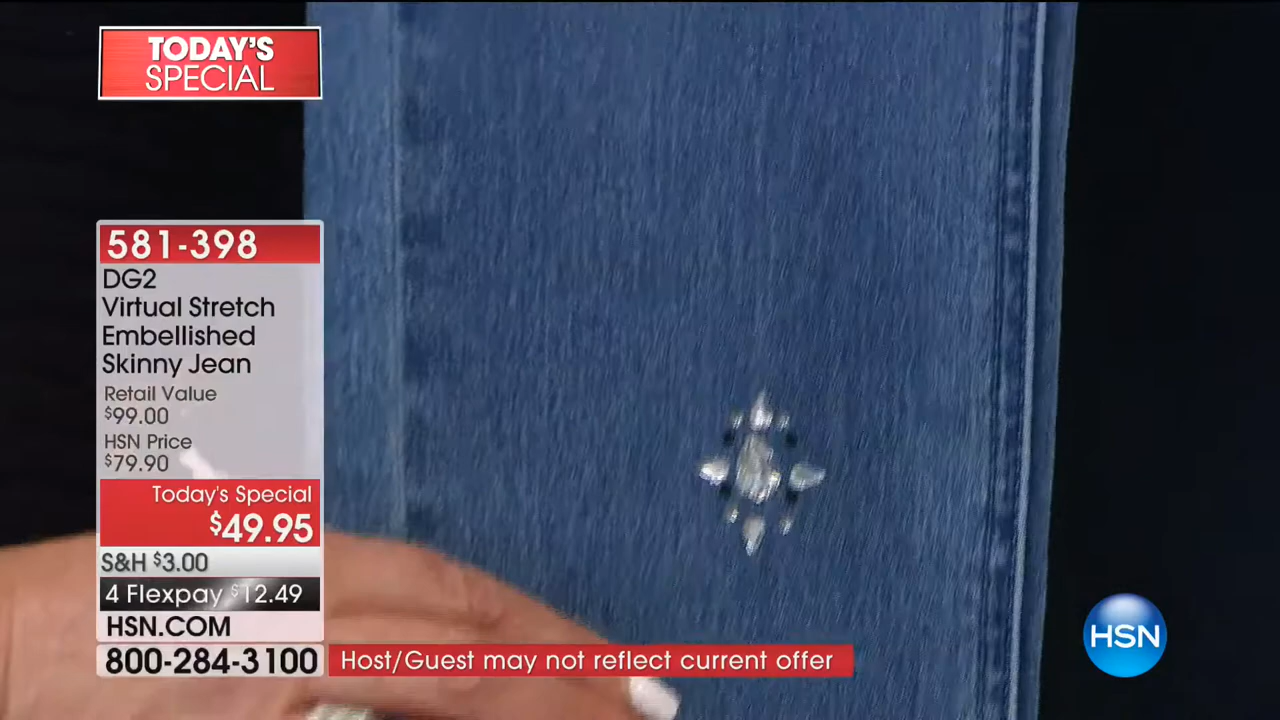 TODAY'S
SPECIAL
581-398
DG2
Virtual Stretch
Embellished
Skinny Jean
Retail Value
$99.00
HSN Price
$79.90
Today's Special
$49.95
S&H $3.00
4 Flexpay $12.49
HSN.COM
800-284-3100
Host/Guest may not reflect current offer
HSN